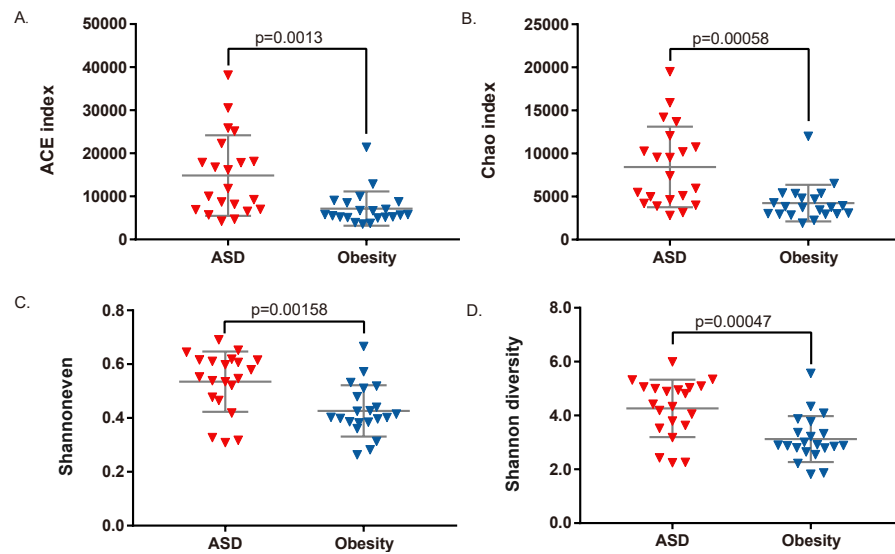 A.
ACE index
50000
40000
30000
20000
10000
0
p=0.0013
ASD
Obesity
B.
Chao index
25000
20000
15000
10000
5000
0
p=0.00058
ASD
Obesity
C.
Shannoneven
0.8
0.6
0.4
0.2
0.0
p=0.00158
ASD
Obesity
D.
Shannon diversity
8.0
6.0
4.0
2.0
0.0
p=0.00047
ASD
Obesity